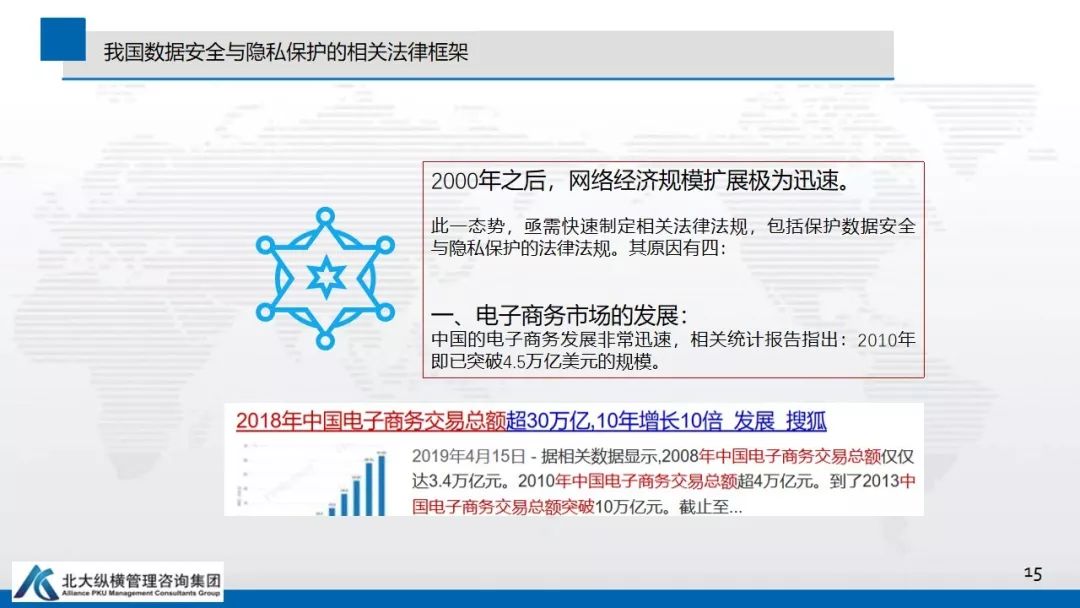 我国数据安全与隐私保护的相关法律框架
2000年之后，网络经济规模扩展极为迅速。
此一态势，亟需快速制定相关法律法规，包括保护数据安全
与隐私保护的法律法规。其原因有四：
一、电子商务市场的发展：
中国的电子商务发展非常迅速，相关统计报告指出：2010年
即已突破4.5万亿美元的规模。
2018年中国电子商务交易总额超30万亿,10年增长10倍_发展_搜狐
2019年4月15日 - 据相关数据显示,2008年中国电子商务交易总额仅仅
达3.4万亿元。2010年中国电子商务交易总额超4万亿元。到了2013中
国电子商务交易总额突破10万亿元。截止至...
北大纵横管理咨询集团
Alliance PKU Management Consultants Group
15